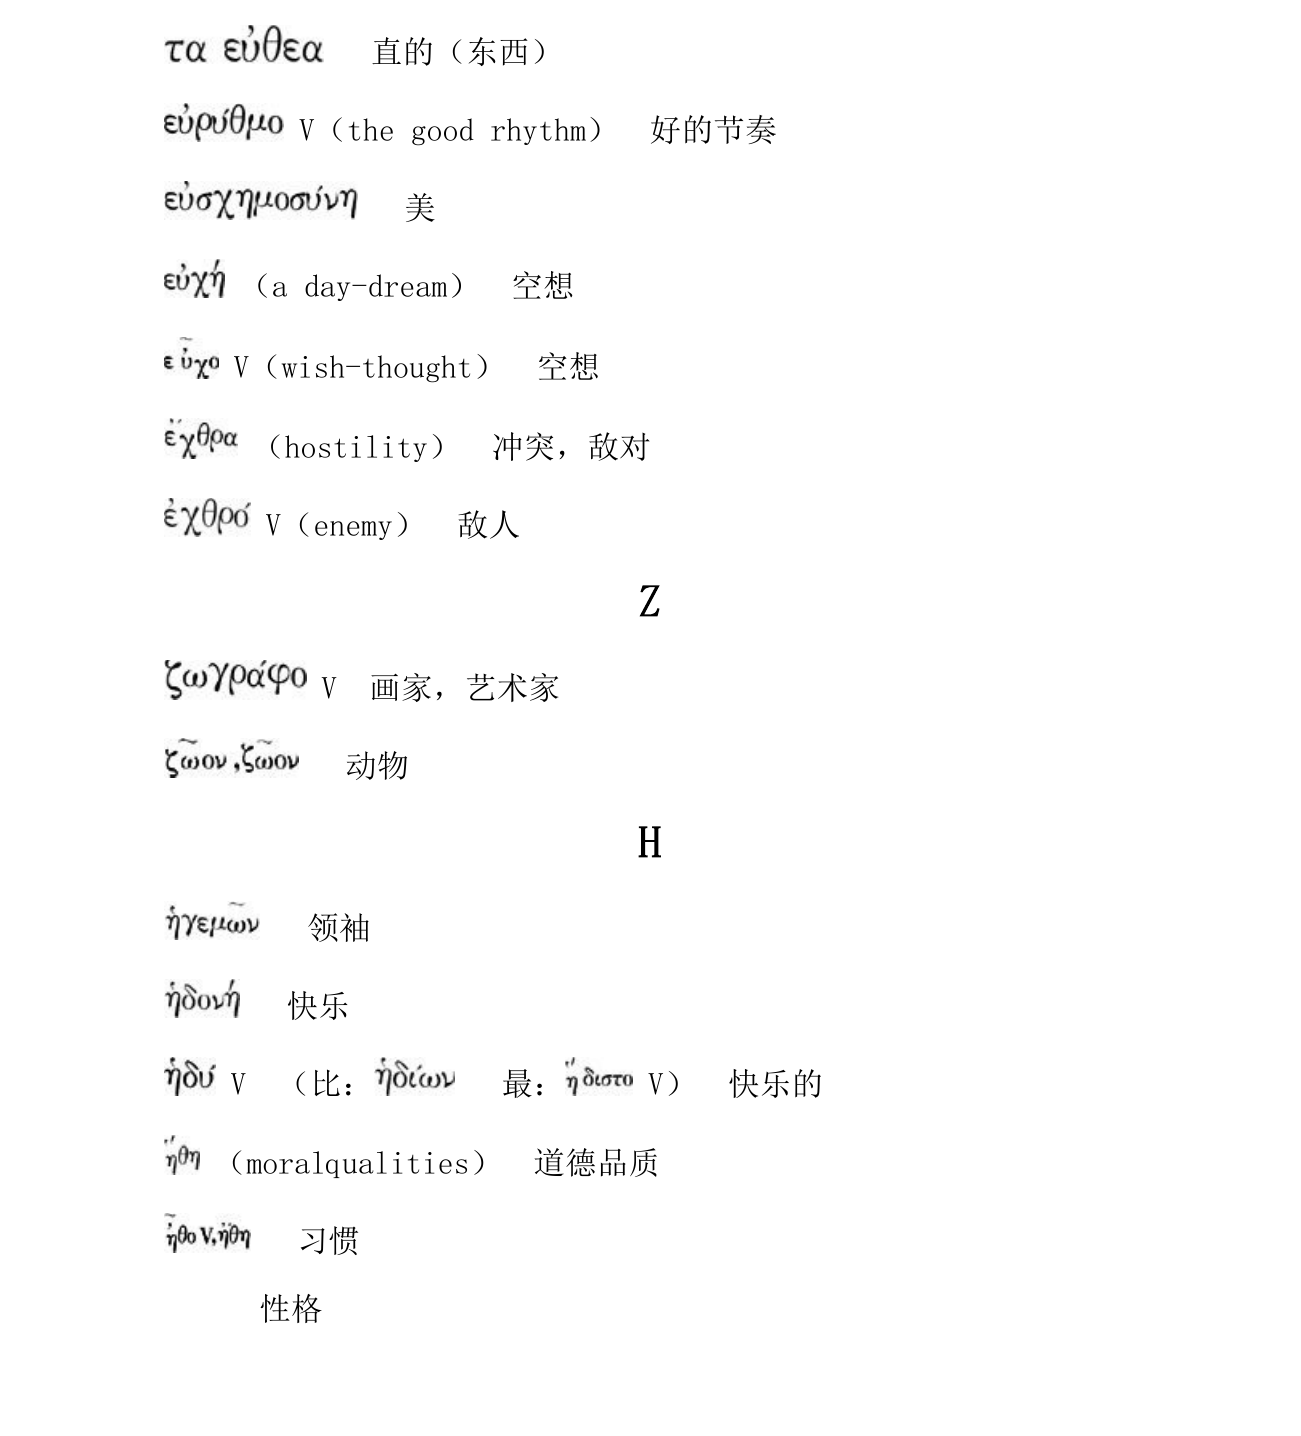 τα εὐθεα 直的（东西）
εὐρύθμο V（the good rhythm） 好的节奏
εὐσχημοσύνη 美
εὐχή （a day-dream） 空想
εὖχο V（wish-thought） 空想
ἔχθρα （hostility） 冲突，敌对
ἐχθρό V（enemy） 敌人
Z
ζωγράφο V 画家，艺术家
ζῶον,ζῶον 动物
H
ἡγεμῶν 领袖
ἡδονή 快乐
ἡδύ V （比：ἡδίων 最：ἥδιστο V） 快乐的
ἤθη （moralqualities） 道德品质
ἦθο V,ἤθη 习惯
性格